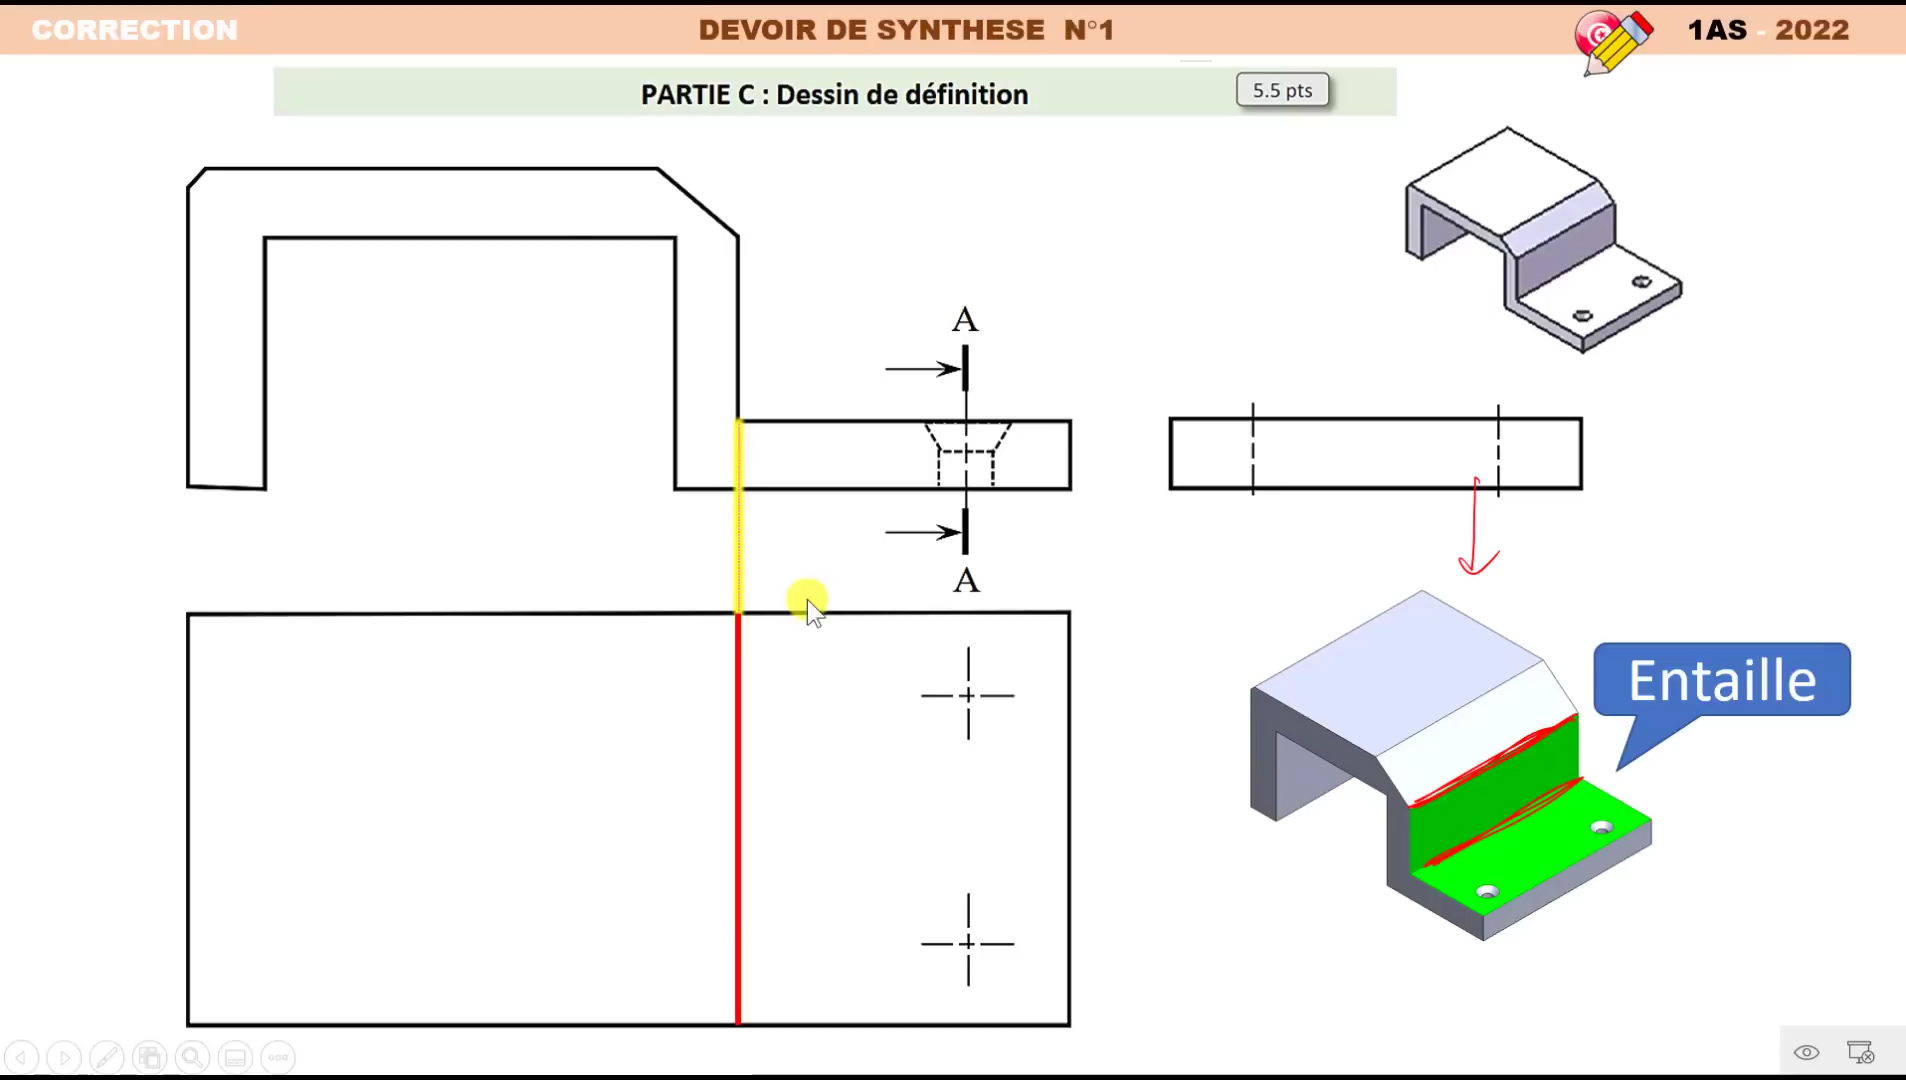 CORRECTION
DEVOIR DE SYNTHESE N°1
1AS - 2022
PARTIE C : Dessin de définition
5.5 pts
A
A
Entaille